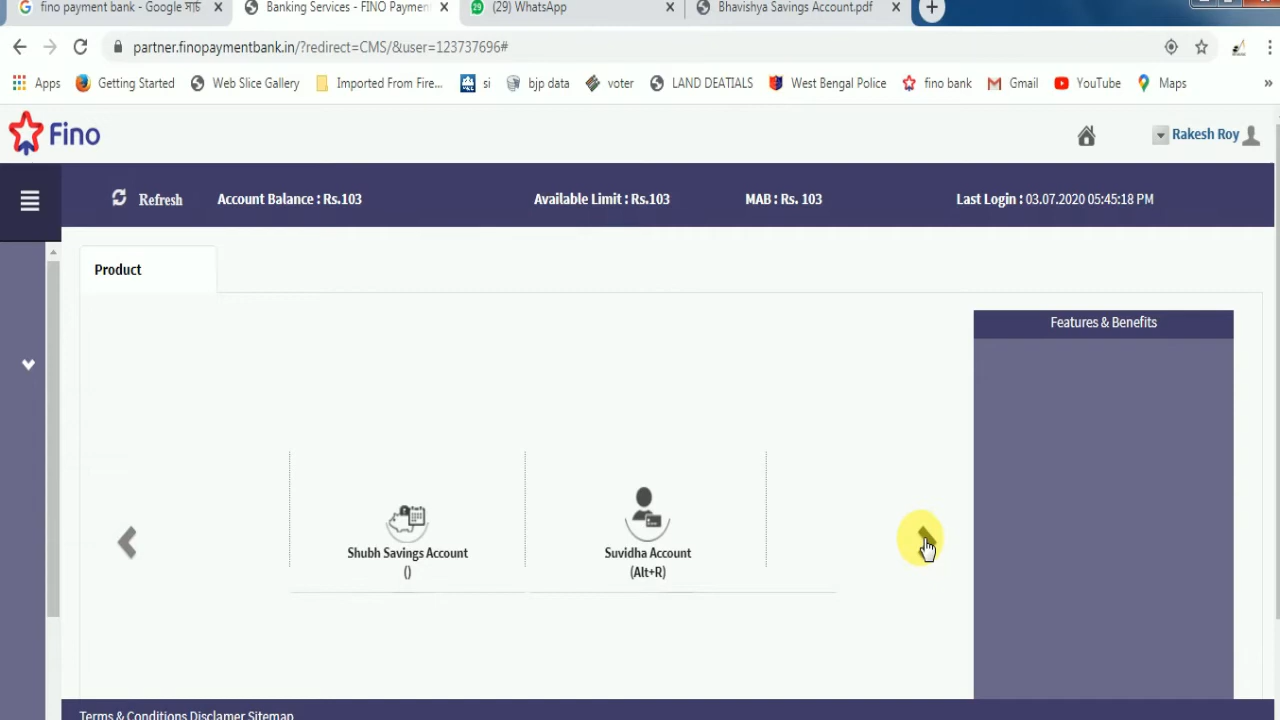 fino payment bank - Google সার্চ
Banking Services - FINO Paymen
(29) WhatsApp
Bhavishya Savings Account.pdf
partner.finopaymentbank.in/?redirect=CMS/&user=123737696#
Apps
Getting Started
Web Slice Gallery
Imported From Fire...
si
bjp data
voter
LAND DEATIALS
West Bengal Police
fino bank
Gmail
YouTube
Maps
Fino
Rakesh Roy
Refresh
Account Balance : Rs.103
Available Limit : Rs.103
MAB : Rs. 103
Last Login : 03.07.2020 05:45:18 PM
Product
Features & Benefits
Shubh Savings Account
()
Suvidha Account
(Alt+R)
Terms & Conditions Disclamer Sitemap